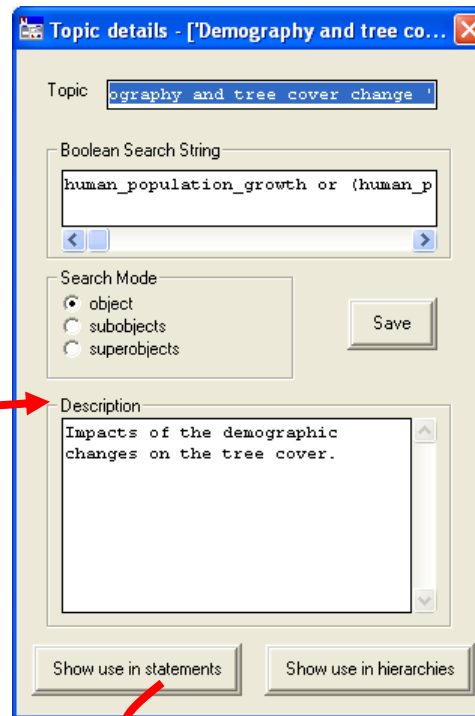 Topic details - ['Demography and tree co...
Topic ography and tree cover change '
Boolean Search String
human_population_growth or (human_p
Search Mode
object
subobjects
superobjects
Save
Description
Impacts of the demographic
changes on the tree cover.
Show use in statements Show use in hierarchies